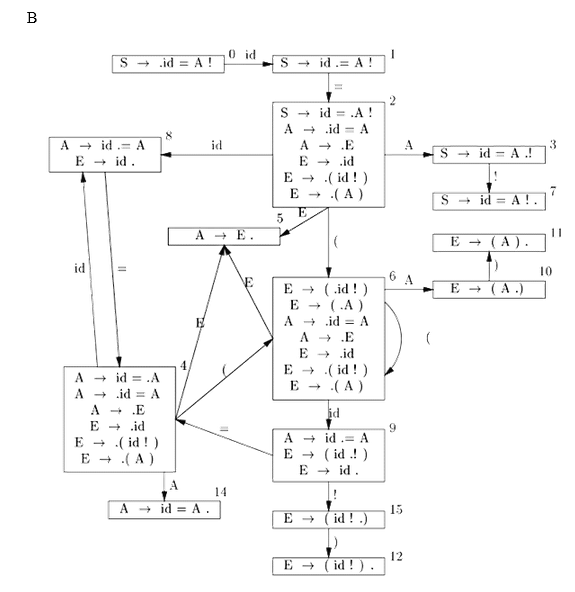 B
0 id 1
S → .id = A ! S → id .= A !
=
2
S → id = .A !
A → .id = A
A → .E
E → .id
E → .( id ! )
E → .( A )
8
A → id .= A
E → id .
id
A
3
S → id = A .!
!
7
S → id = A ! .
E
5
A → E .
(
11
E → ( A ) .
)
10
E → ( A .)
6 A
E → ( .id ! )
E → ( .A )
A → .id = A
A → .E
E → .id
E → .( id ! )
E → .( A )
(
id =
E
E
(
4
A → id = .A
A → .id = A
A → .E
E → .id
E → .( id ! )
E → .( A )
id
9
A → id .= A
E → ( id .! )
E → id .
=
A
14
A → id = A .
!
15
E → ( id ! .)
)
12
E → ( id ! ) .